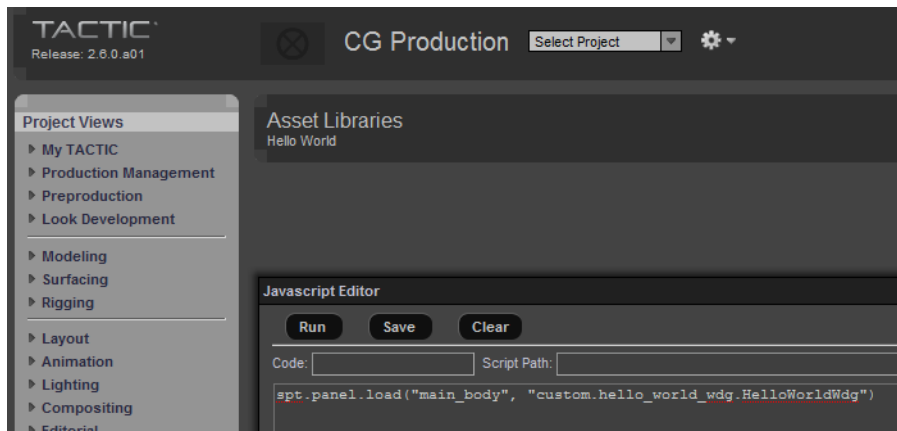 TACTIC
Release: 2.6.0.a01
CG Production
Select Project
Project Views
My TACTIC
Production Management
Preproduction
Look Development
Modeling
Surfacing
Rigging
Layout
Animation
Lighting
Compositing
Editorial
Asset Libraries
Hello World
Javascript Editor
Run Save Clear
Code: Script Path:
spt.panel.load("main_body", "custom.hello_world_wdg.HelloWorldWdg")